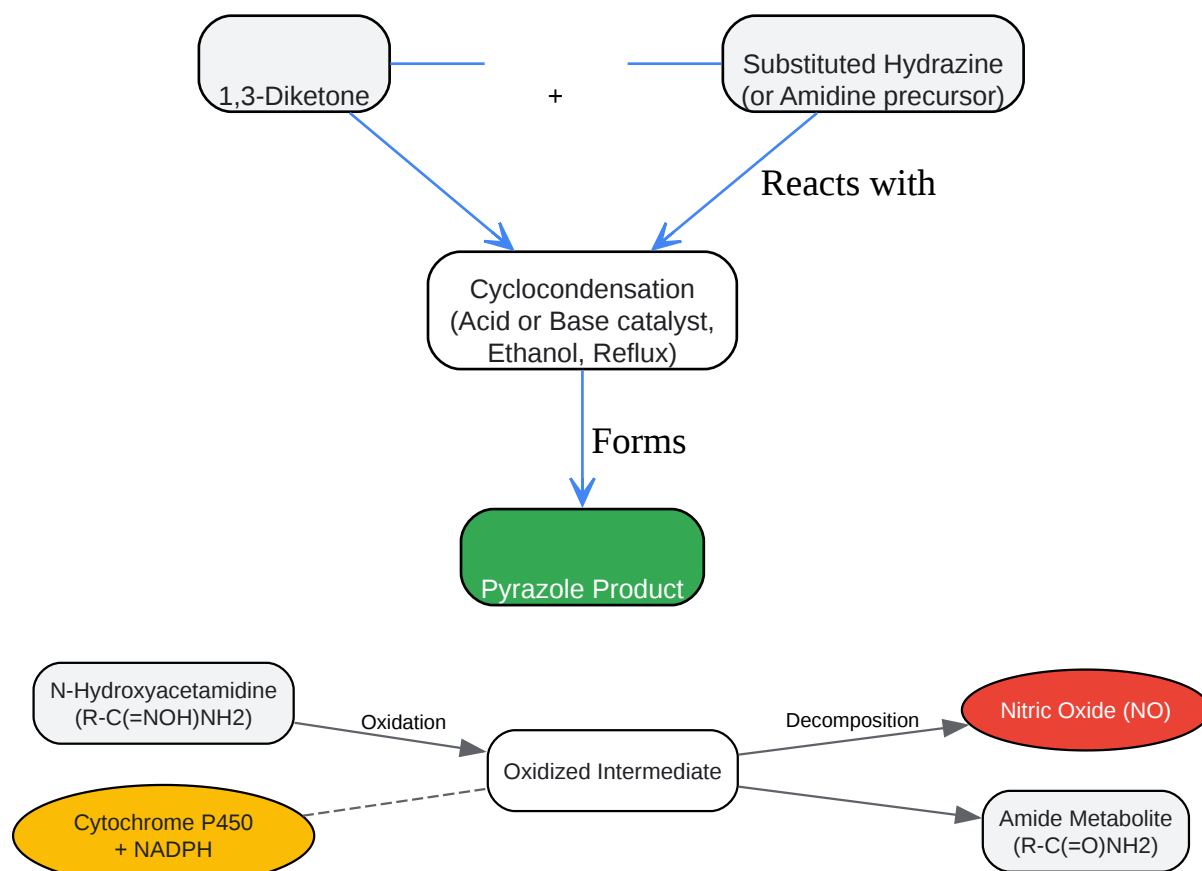 1,3-Diketone
+
Substituted Hydrazine
(or Amidine precursor)
Reacts with
Cyclocondensation
(Acid or Base catalyst,
Ethanol, Reflux)
Forms
Pyrazole Product
N-Hydroxyacetamidine
(R-C(=NOH)NH2)
Oxidation
Cytochrome P450
+ NADPH
Oxidized Intermediate
Decomposition
Nitric Oxide (NO)
Amide Metabolite
(R-C(=O)NH2)